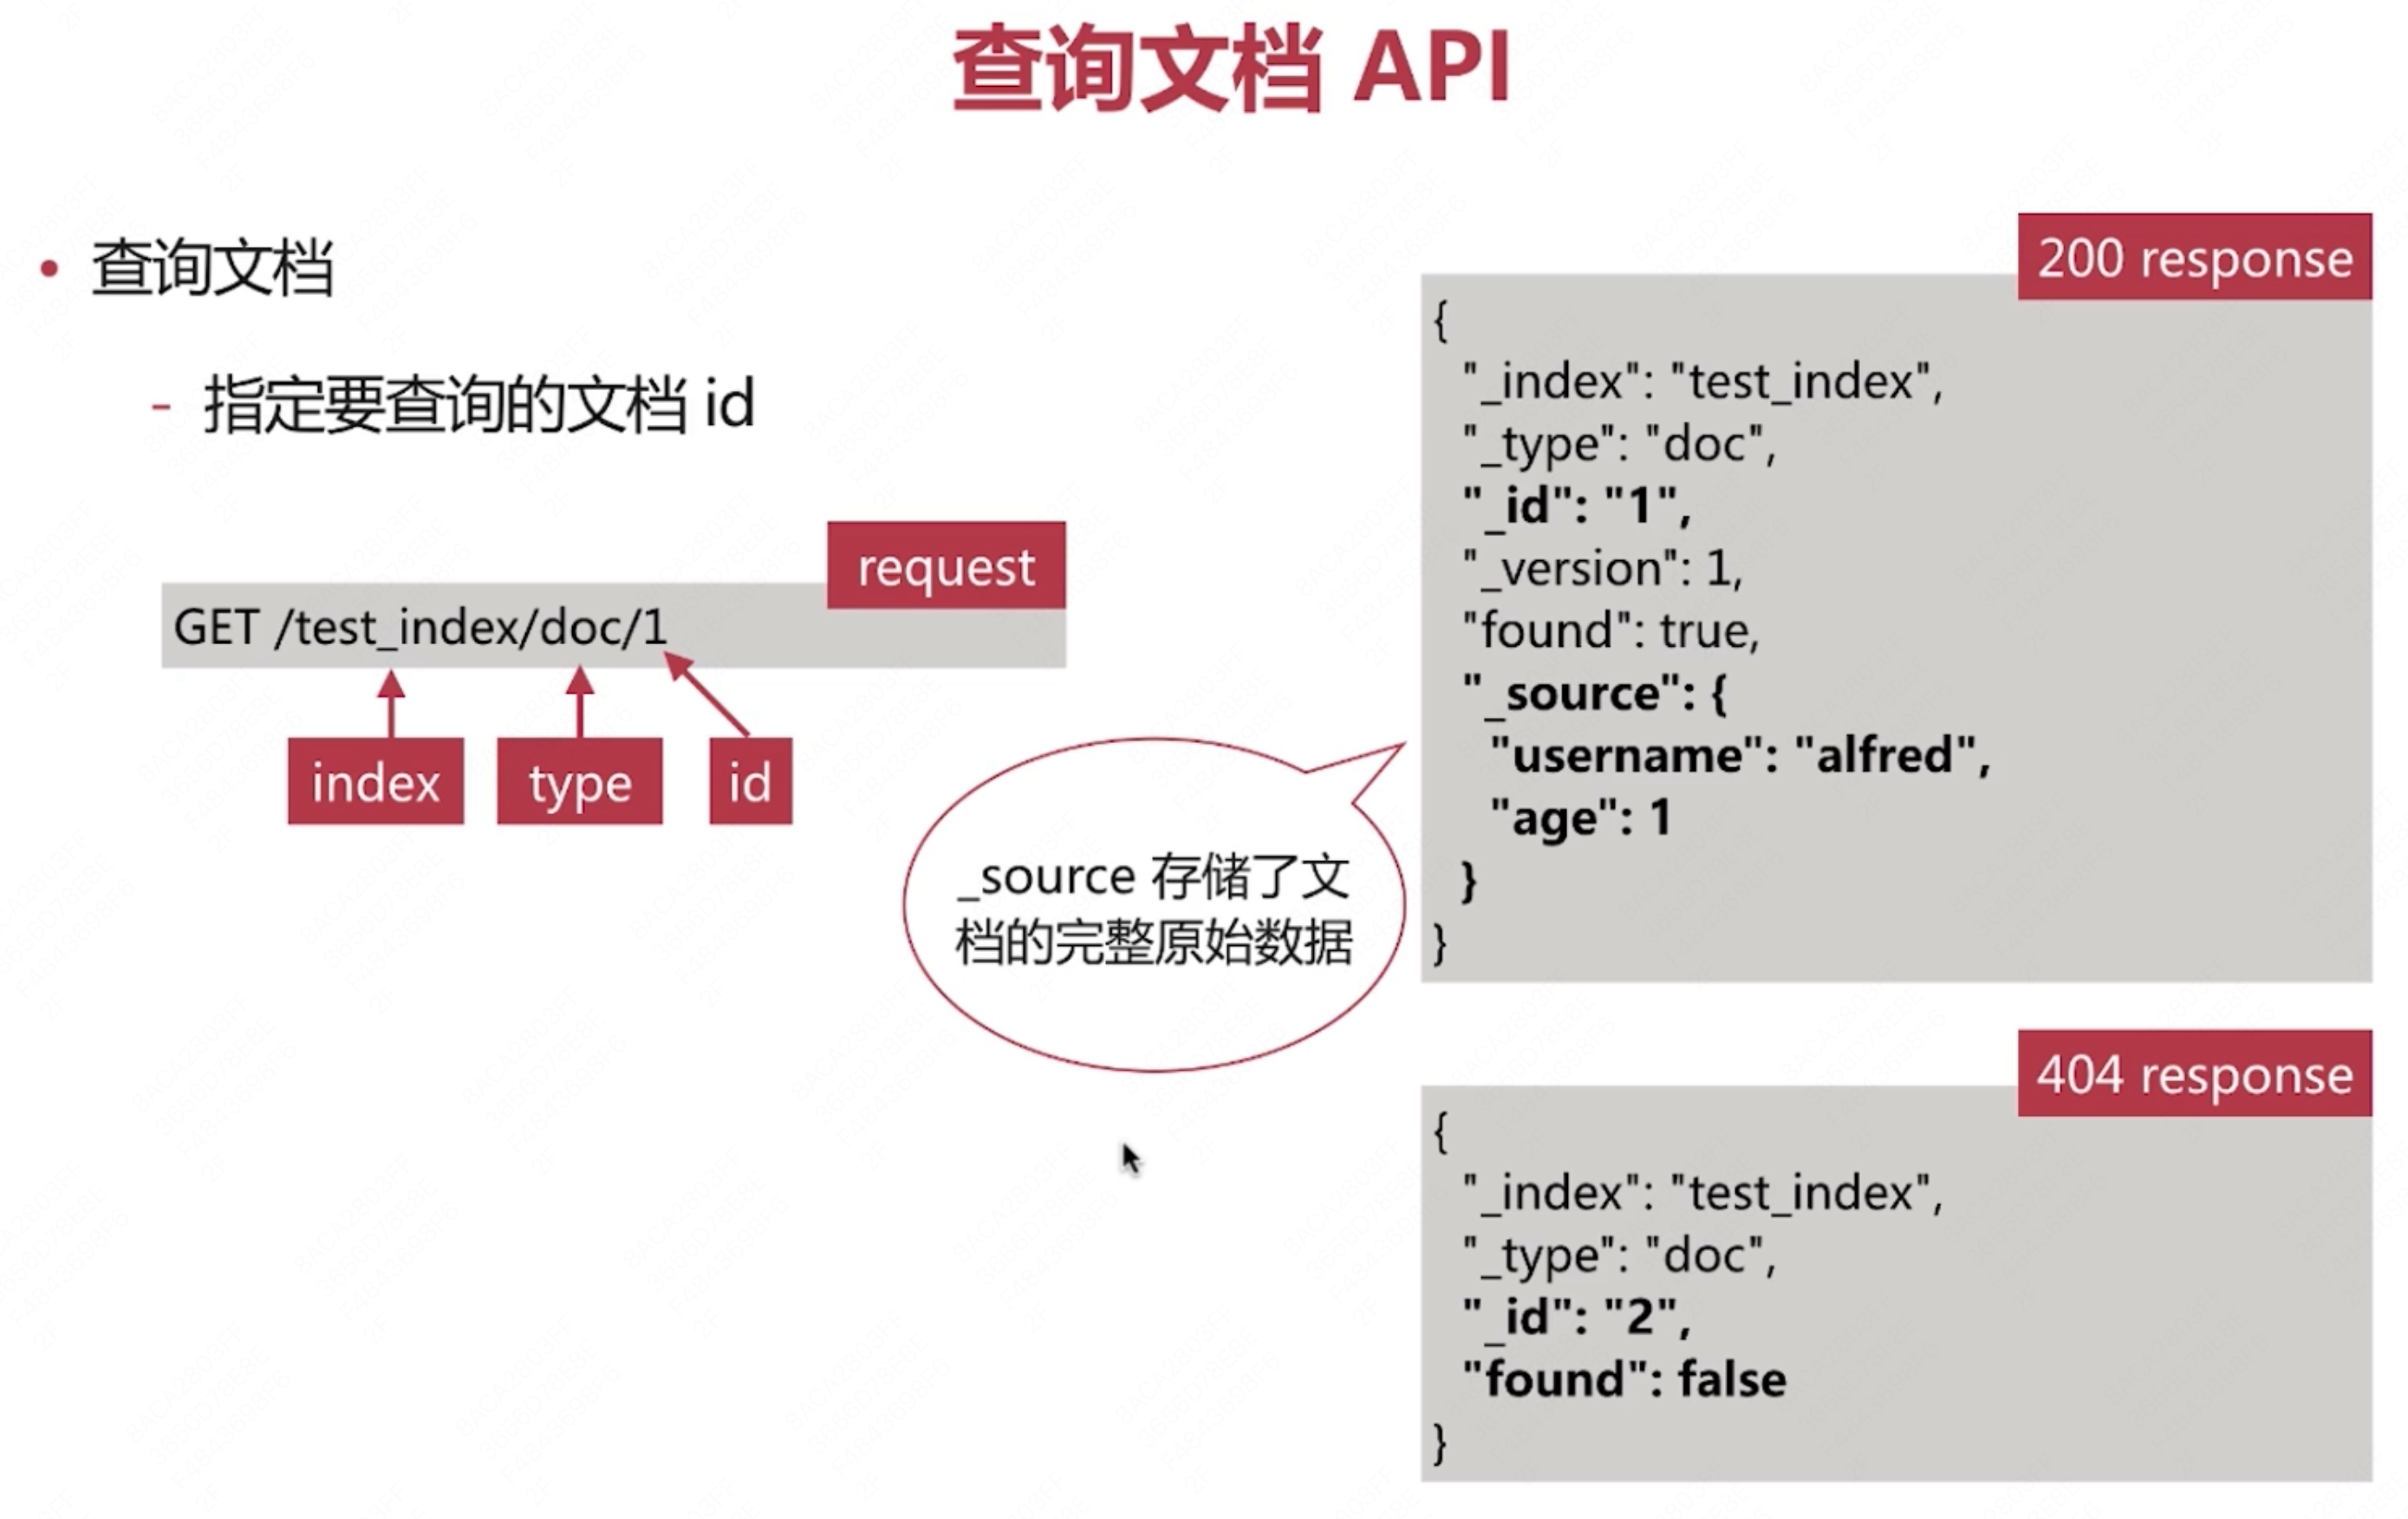 查询文档 API
• 查询文档
- 指定要查询的文档 id
request
GET /test_index/doc/1
index
type
id
_source 存储了文
档的完整原始数据
200 response
{
"_index": "test_index",
"_type": "doc",
"_id": "1",
"_version": 1,
"found": true,
"_source": {
"username": "alfred",
"age": 1
}
}
404 response
{
"_index": "test_index",
"_type": "doc",
"_id": "2",
"found": false
}